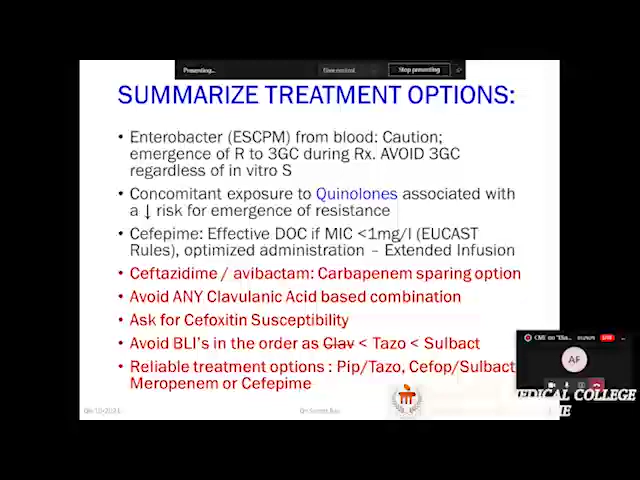 Presenting...
Give control
Stop presenting
SUMMARIZE TREATMENT OPTIONS:
• Enterobacter (ESCPM) from blood: Caution;
emergence of R to 3GC during Rx. AVOID 3GC
regardless of in vitro S
• Concomitant exposure to Quinolones associated with
a ↓ risk for emergence of resistance
• Cefepime: Effective DOC if MIC <1mg/l (EUCAST
Rules), optimized administration – Extended Infusion
• Ceftazidime / avibactam: Carbapenem sparing option
• Avoid ANY Clavulanic Acid based combination
• Ask for Cefoxitin Susceptibility
• Avoid BLI's in the order as Clav < Tazo < Sulbact
• Reliable treatment options : Pip/Tazo, Cefop/Sulbact
Meropenem or Cefepime
CME on
LIVE
AF
EDICAL COLLEGE